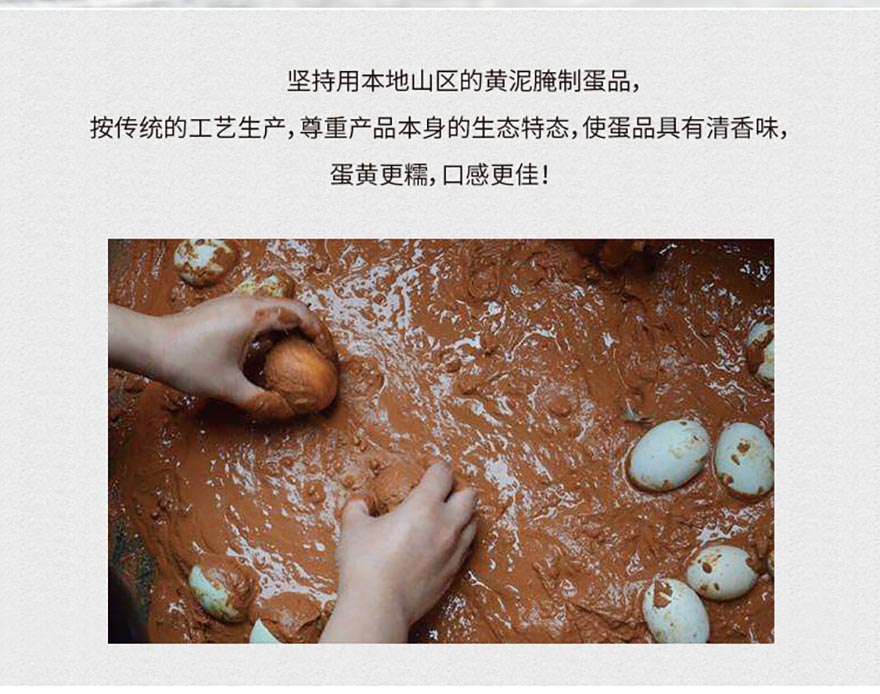 坚持用本地山区的黄泥腌制蛋品，
按传统的工艺生产，尊重产品本身的生态特态，使蛋品具有清香味，
蛋黄更糯，口感更佳！